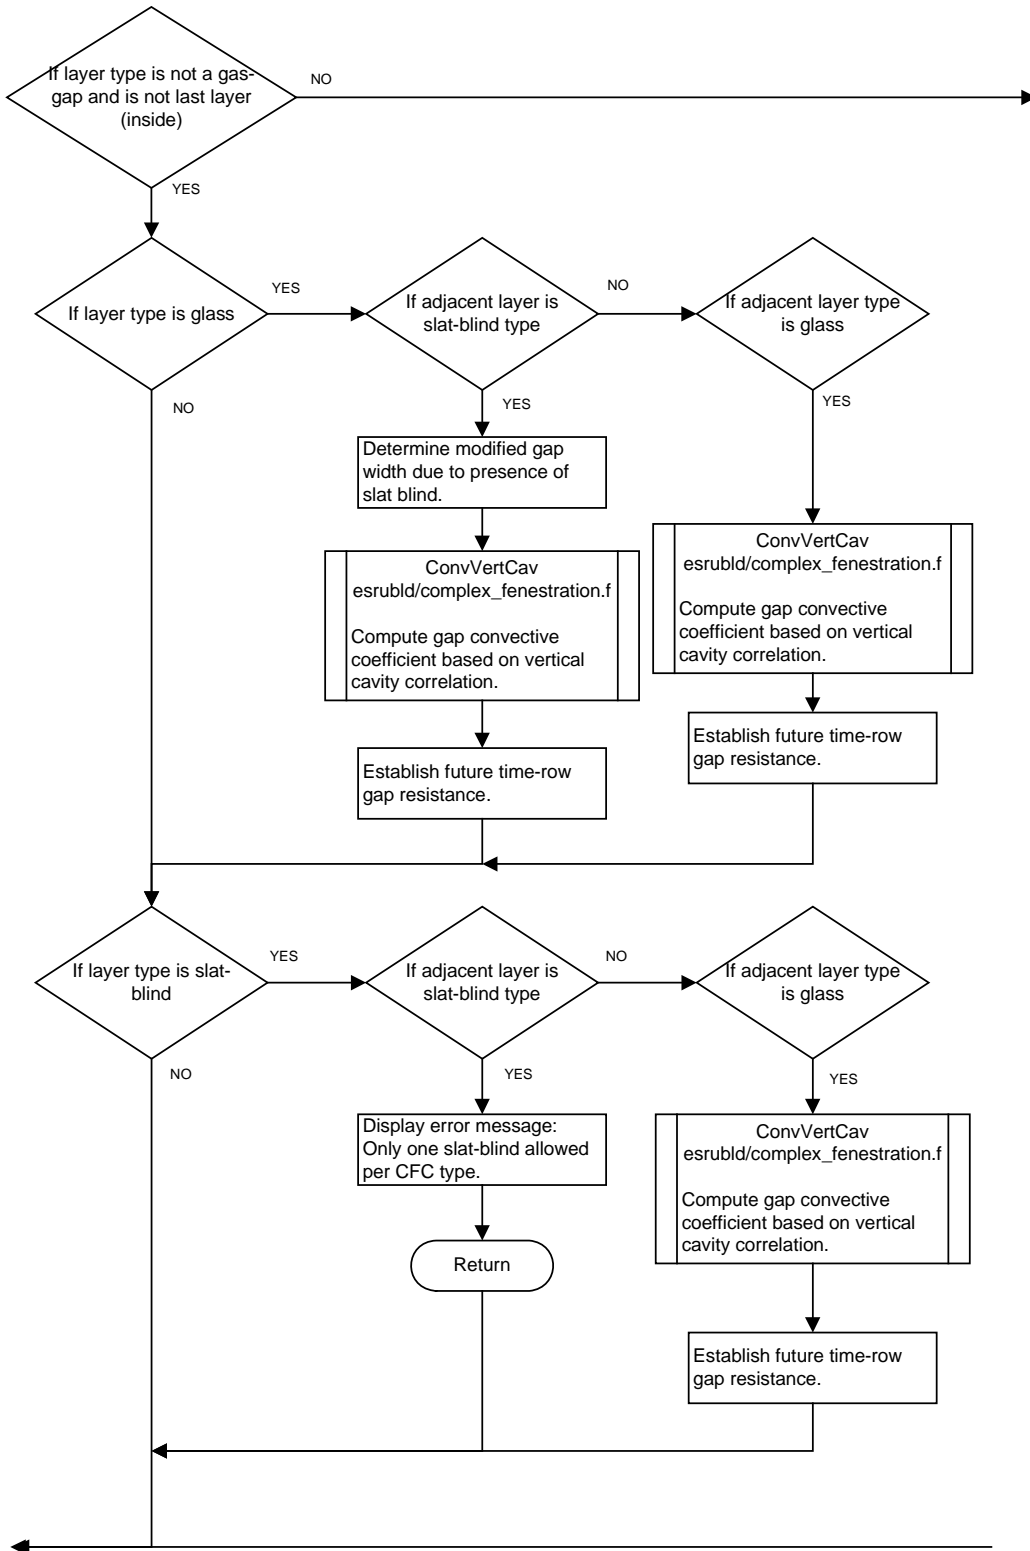 If layer type is not a gas-
gap and is not last layer
(inside)
NO
YES
If layer type is glass
YES
If adjacent layer is
slat-blind type
NO
If adjacent layer type
is glass
NO
YES
YES
Determine modified gap
width due to presence of
slat blind.
ConvVertCav
esrubld/complex_fenestration.f
Compute gap convective
coefficient based on vertical
cavity correlation.
ConvVertCav
esrubld/complex_fenestration.f
Compute gap convective
coefficient based on vertical
cavity correlation.
Establish future time-row
gap resistance.
Establish future time-row
gap resistance.
If layer type is slat-
blind
YES
If adjacent layer is
slat-blind type
NO
If adjacent layer type
is glass
NO
YES
YES
Display error message:
Only one slat-blind allowed
per CFC type.
Return
ConvVertCav
esrubld/complex_fenestration.f
Compute gap convective
coefficient based on vertical
cavity correlation.
Establish future time-row
gap resistance.